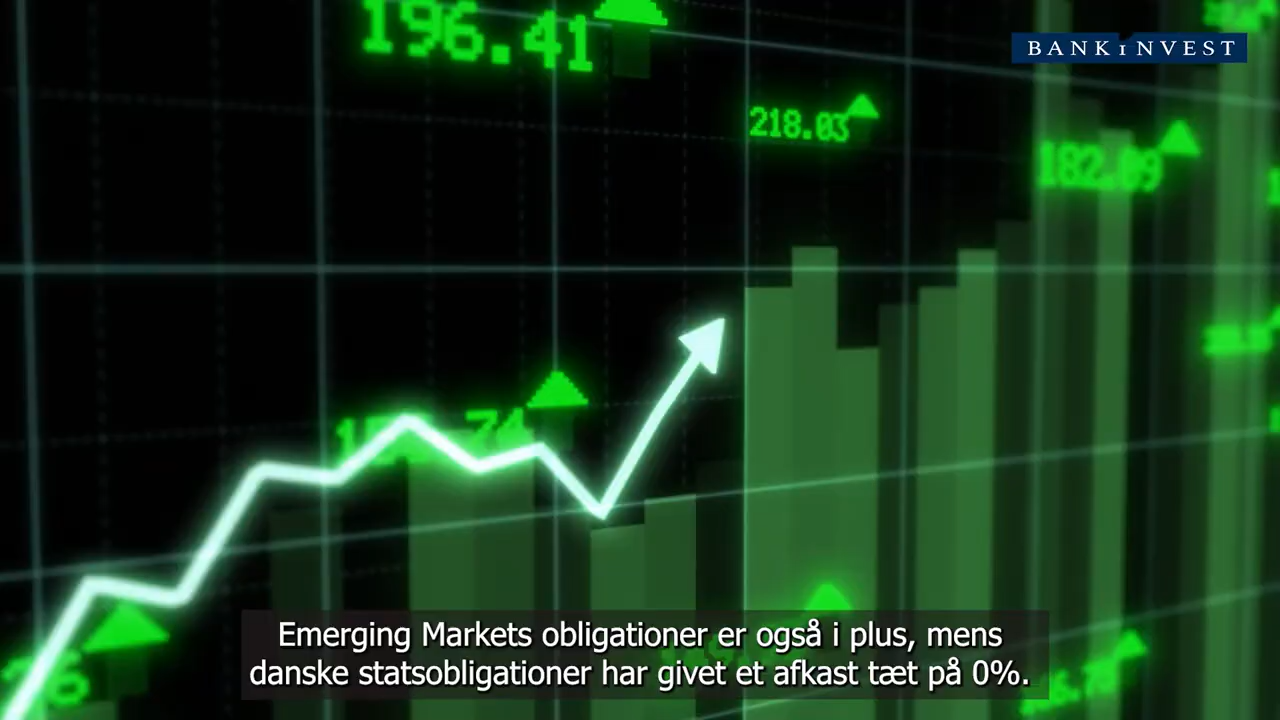 196.41
BANKINVEST
218.03
182.09
74
Emerging Markets obligationer er også i plus, mens
danske statsobligationer har givet et afkast tæt på 0%.